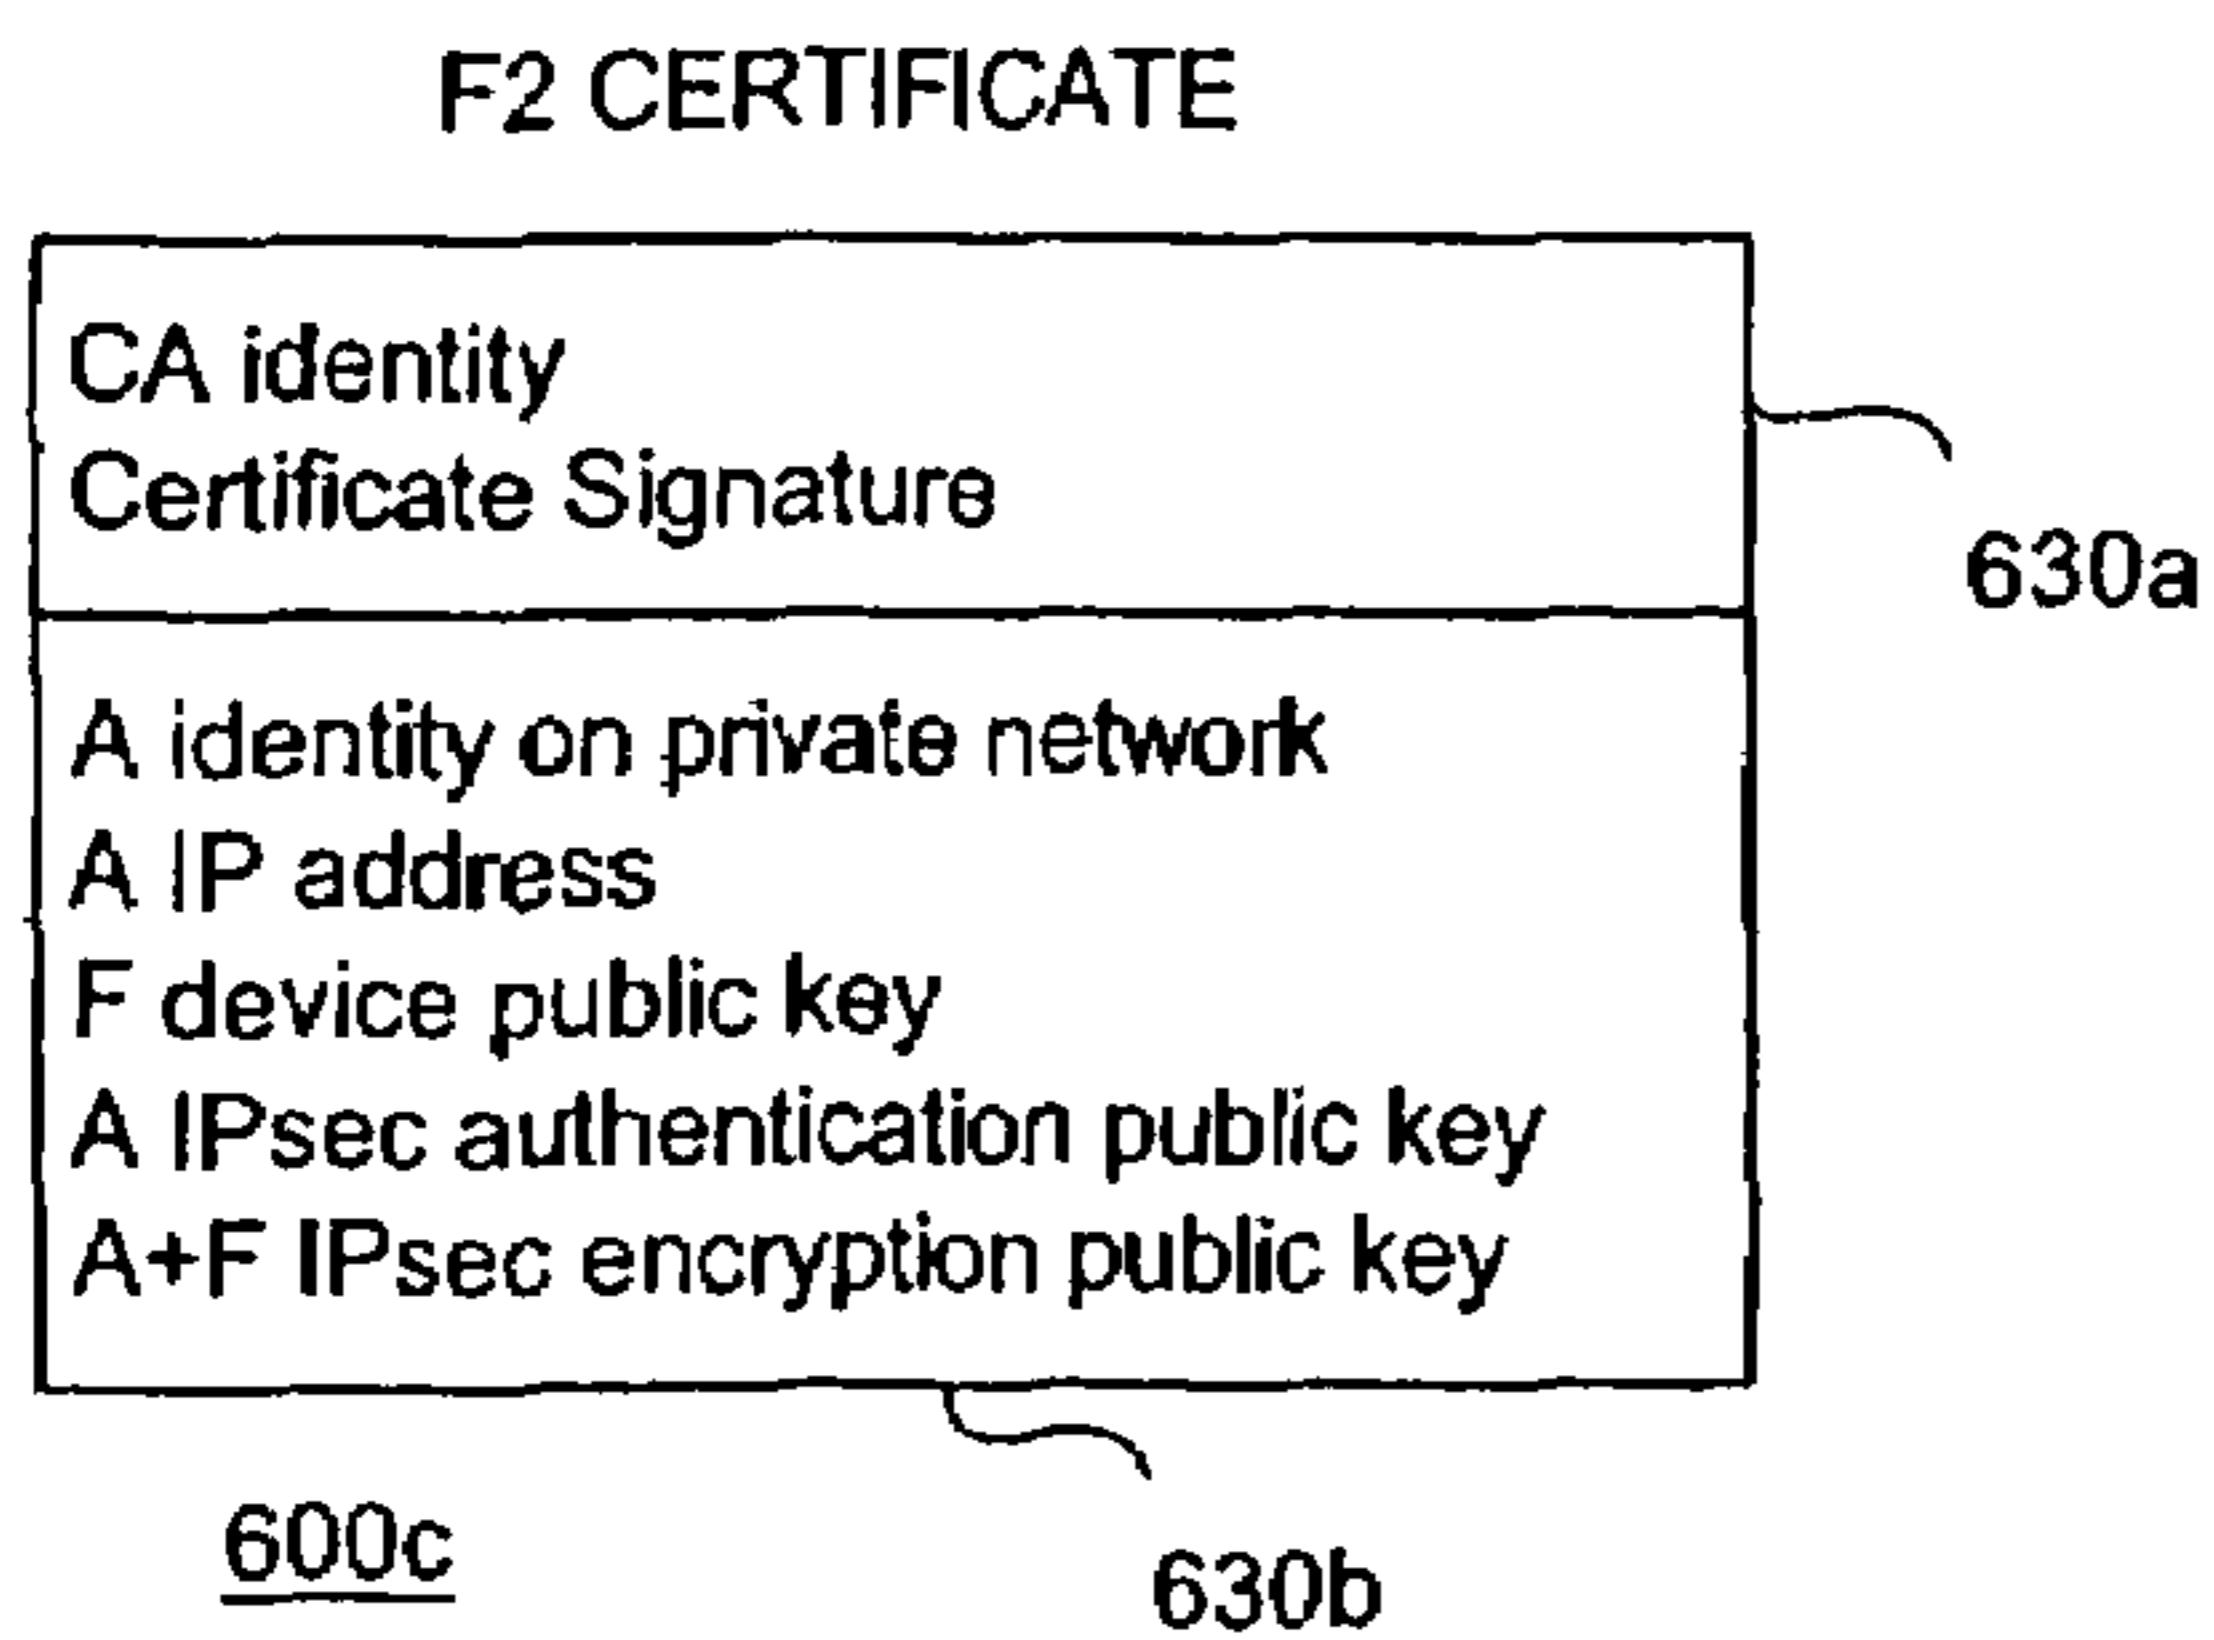 F2 CERTIFICATE
CA identity
Certificate Signature
630a
A identity on private network
A IP address
F device public key
A IPsec authentication public key
A+F IPsec encryption public key
600c
630b